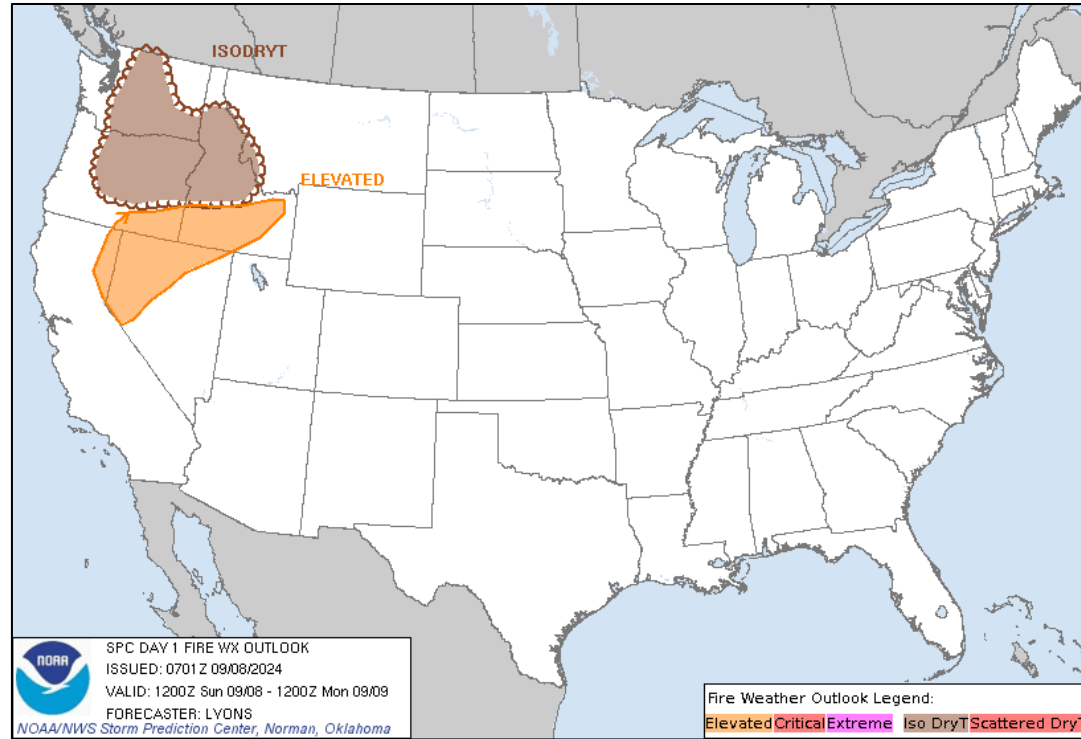 ISODRYT
ELEVATED
NOAA
SPC DAY 1 FIRE WX OUTLOOK
ISSUED: 0701Z 09/08/2024
VALID: 1200Z Sun 09/08 - 1200Z Mon 09/09
FORECASTER: LYONS
NOAA/NWS Storm Prediction Center, Norman, Oklahoma
Fire Weather Outlook Legend:
Elevated Critical Extreme Iso DryT Scattered DryT